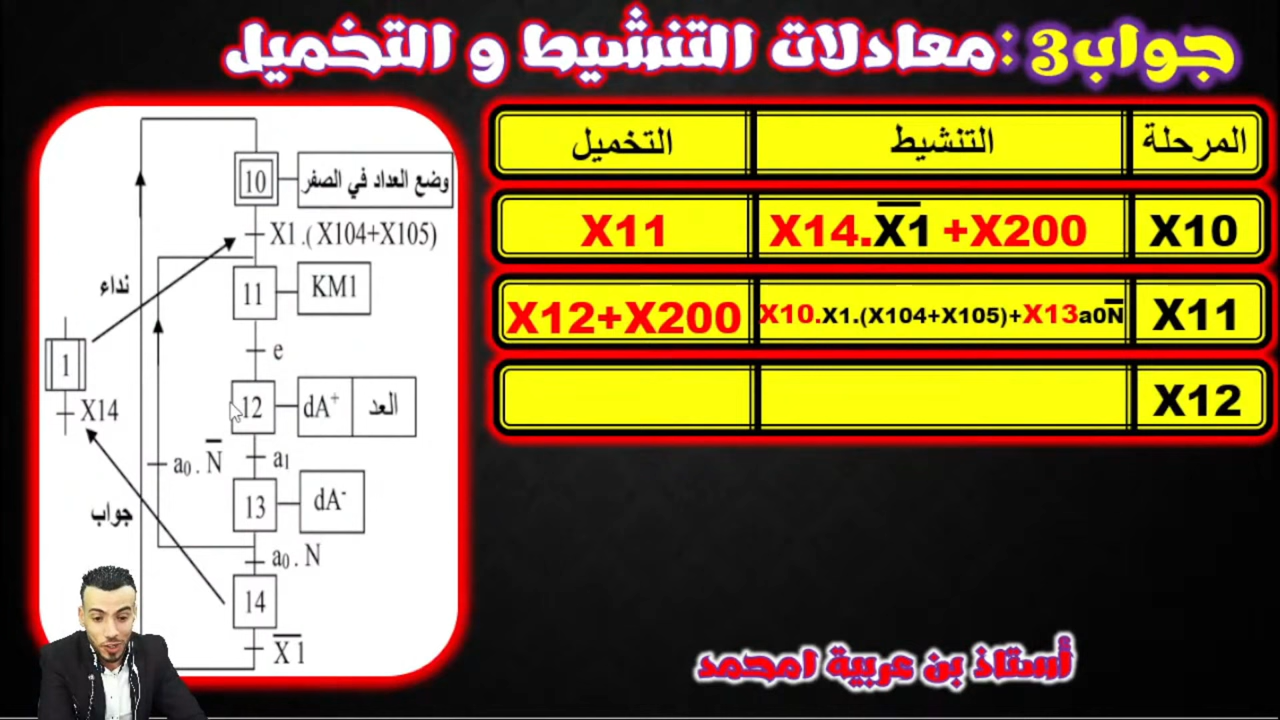 جواب3 : معادلات التنشيط و التخميل
المرحلة التنشيط التخميل
X10 X14.X̅1̅ +X200 X11
X11 X10.X1.(X104+X105)+X13a0N̅ X12+X200
X12
10 وضع العداد في الصفر
X1 .( X104+X105)
نداء
11 KM1
e
1
X14
12 dA⁺ العد
a₀ . N̅
a₁
13 dA⁻
جواب
a₀ . N
14
X̅ ̅1̅
أستاذ بن عربية امحمد